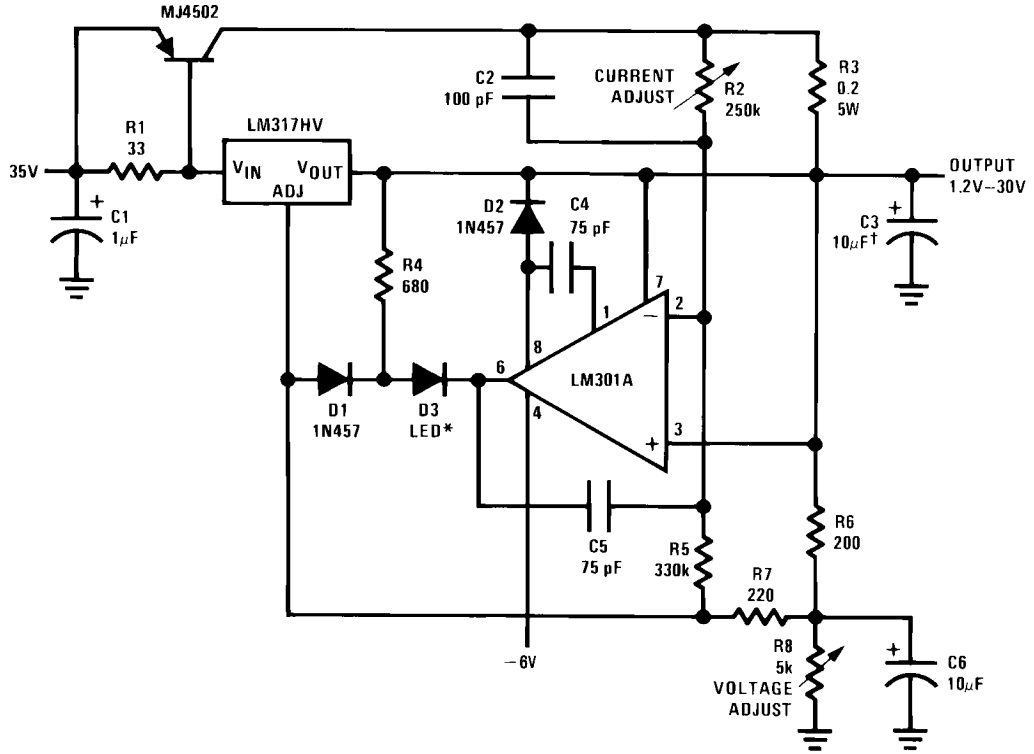 MJ4502
C2
100 pF
CURRENT
ADJUST
R2
250k
R3
0.2
5W
R1
33
LM317HV
VIN
VOUT
ADJ
35V
OUTPUT
1.2V–30V
+
C1
1μF
D2
1N457
C4
75 pF
+
C3
10μF†
R4
680
7
1
2
−
8
6
LM301A
4
+
3
D1
1N457
D3
LED*
C5
75 pF
R5
330k
R6
200
R7
220
−6V
R8
5k
VOLTAGE
ADJUST
+
C6
10μF